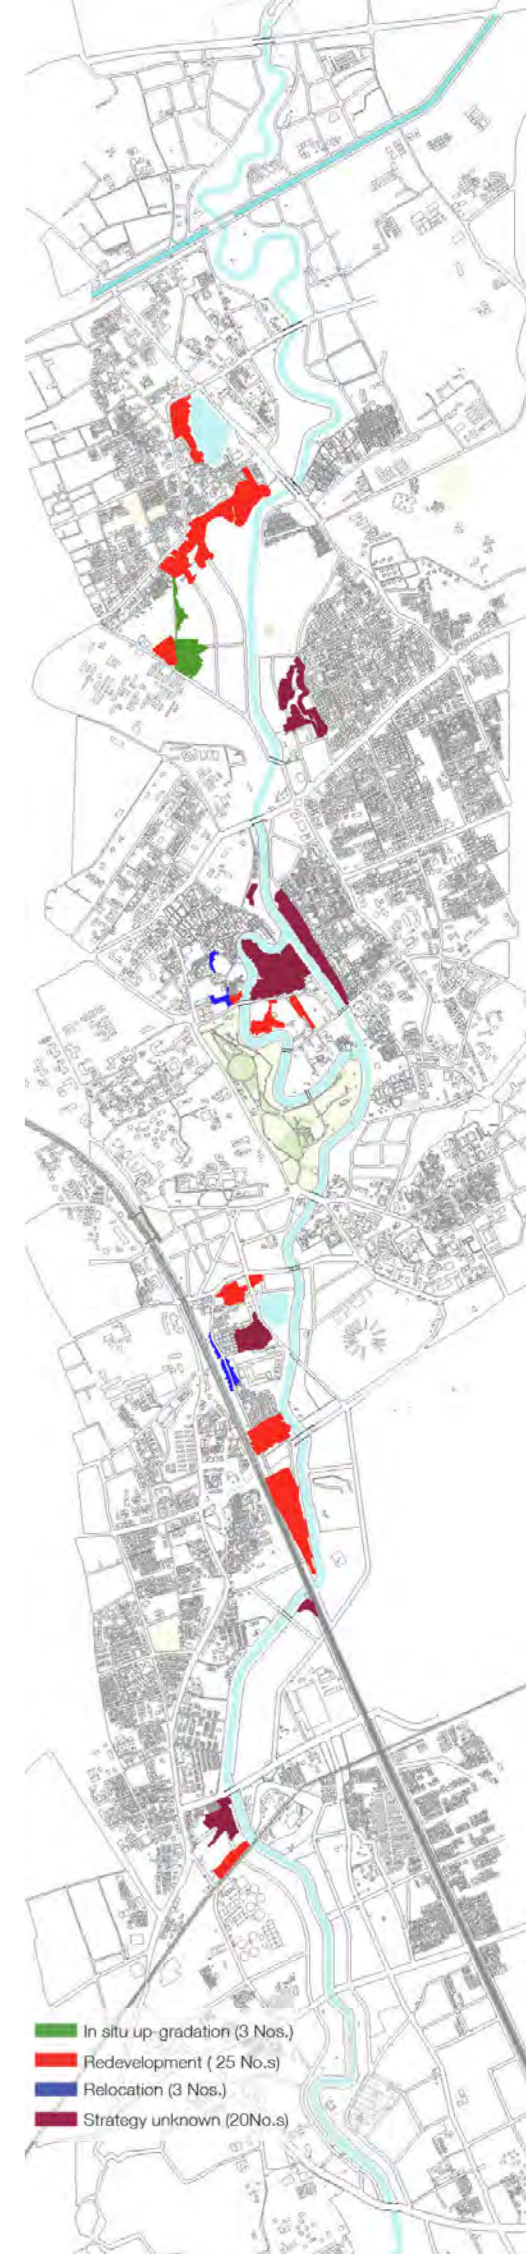 In situ up-gradation (3 Nos.)
Redevelopment ( 25 No.s)
Relocation (3 Nos.)
Strategy unknown (20No.s)